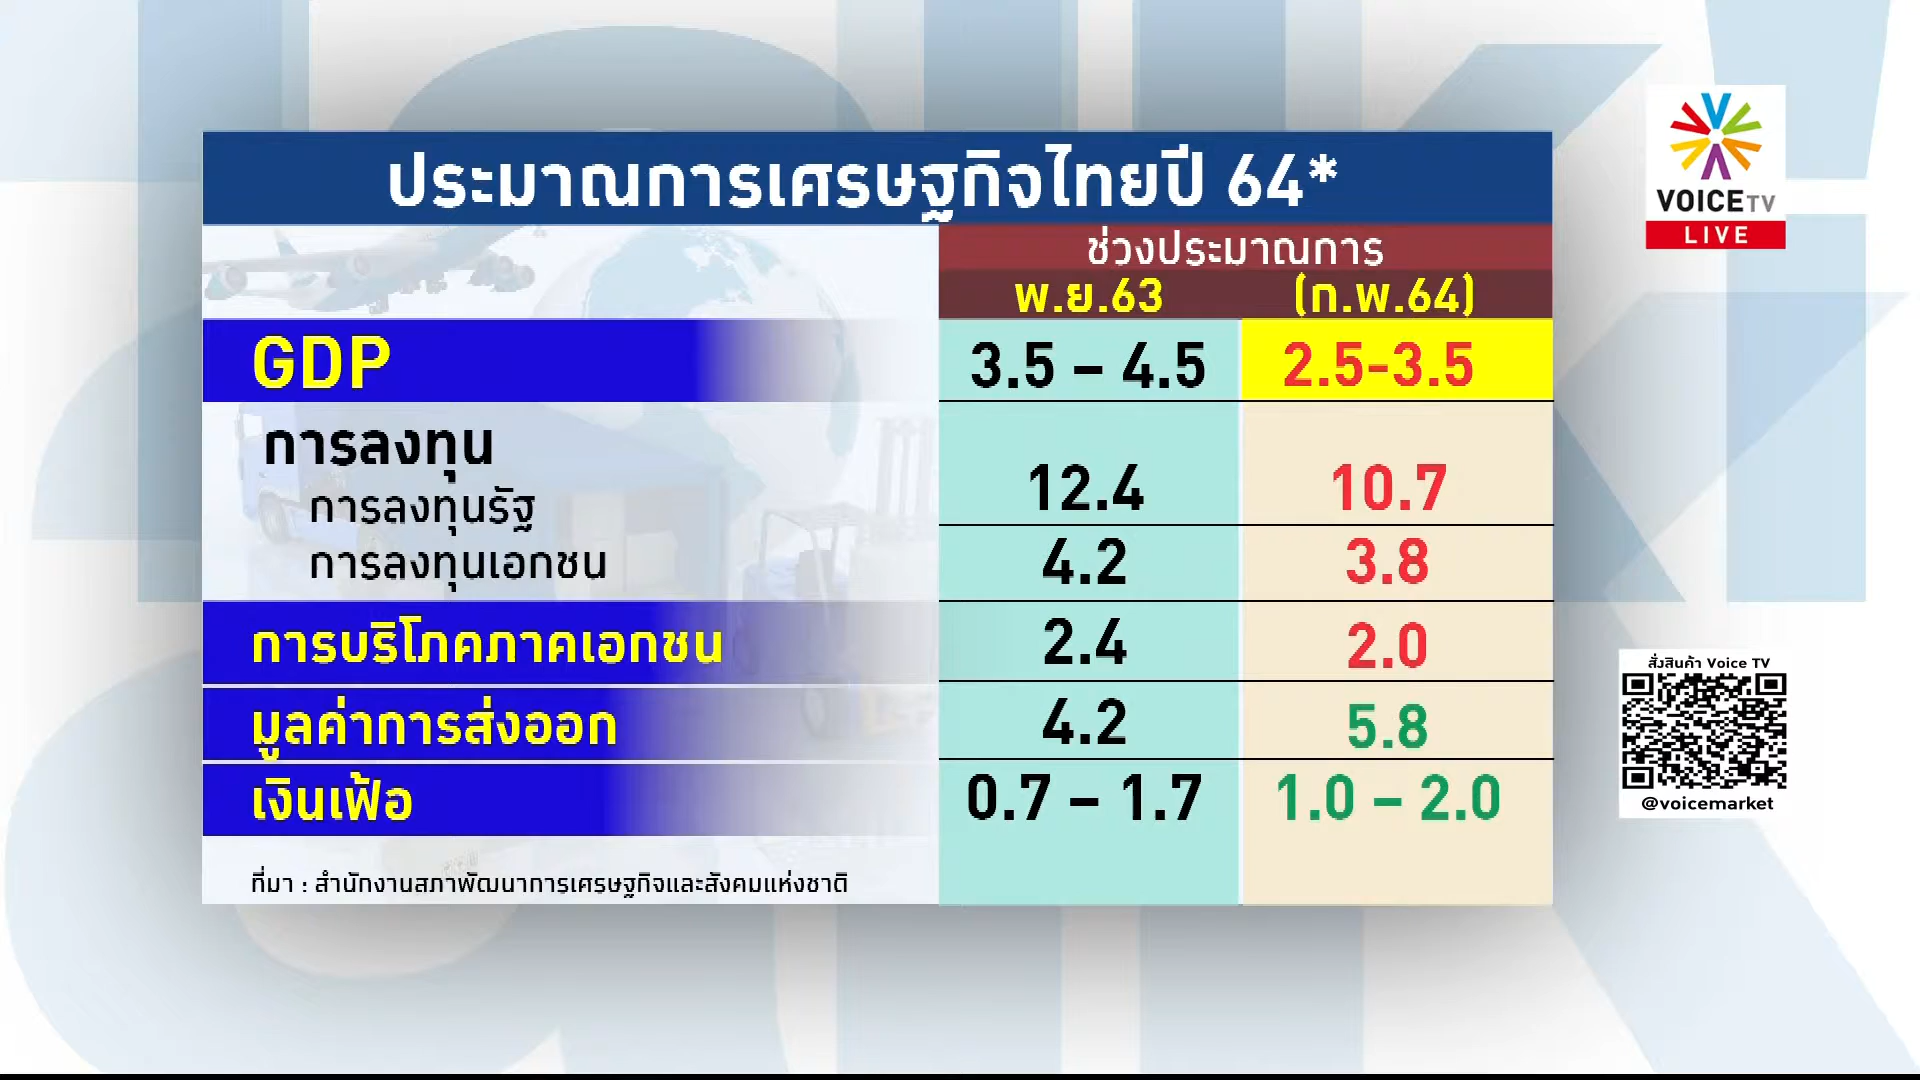 ประมาณการเศรษฐกิจไทยปี 64*
ช่วงประมาณการ
พ.ย.63 (ก.พ.64)
GDP 3.5 – 4.5 2.5-3.5
การลงทุน
การลงทุนรัฐ 12.4 10.7
การลงทุนเอกชน 4.2 3.8
การบริโภคภาคเอกชน 2.4 2.0
มูลค่าการส่งออก 4.2 5.8
เงินเฟ้อ 0.7 – 1.7 1.0 – 2.0
ที่มา : สำนักงานสภาพัฒนาการเศรษฐกิจและสังคมแห่งชาติ
VOICE TV
LIVE
สั่งสินค้า Voice TV
@voicemarket